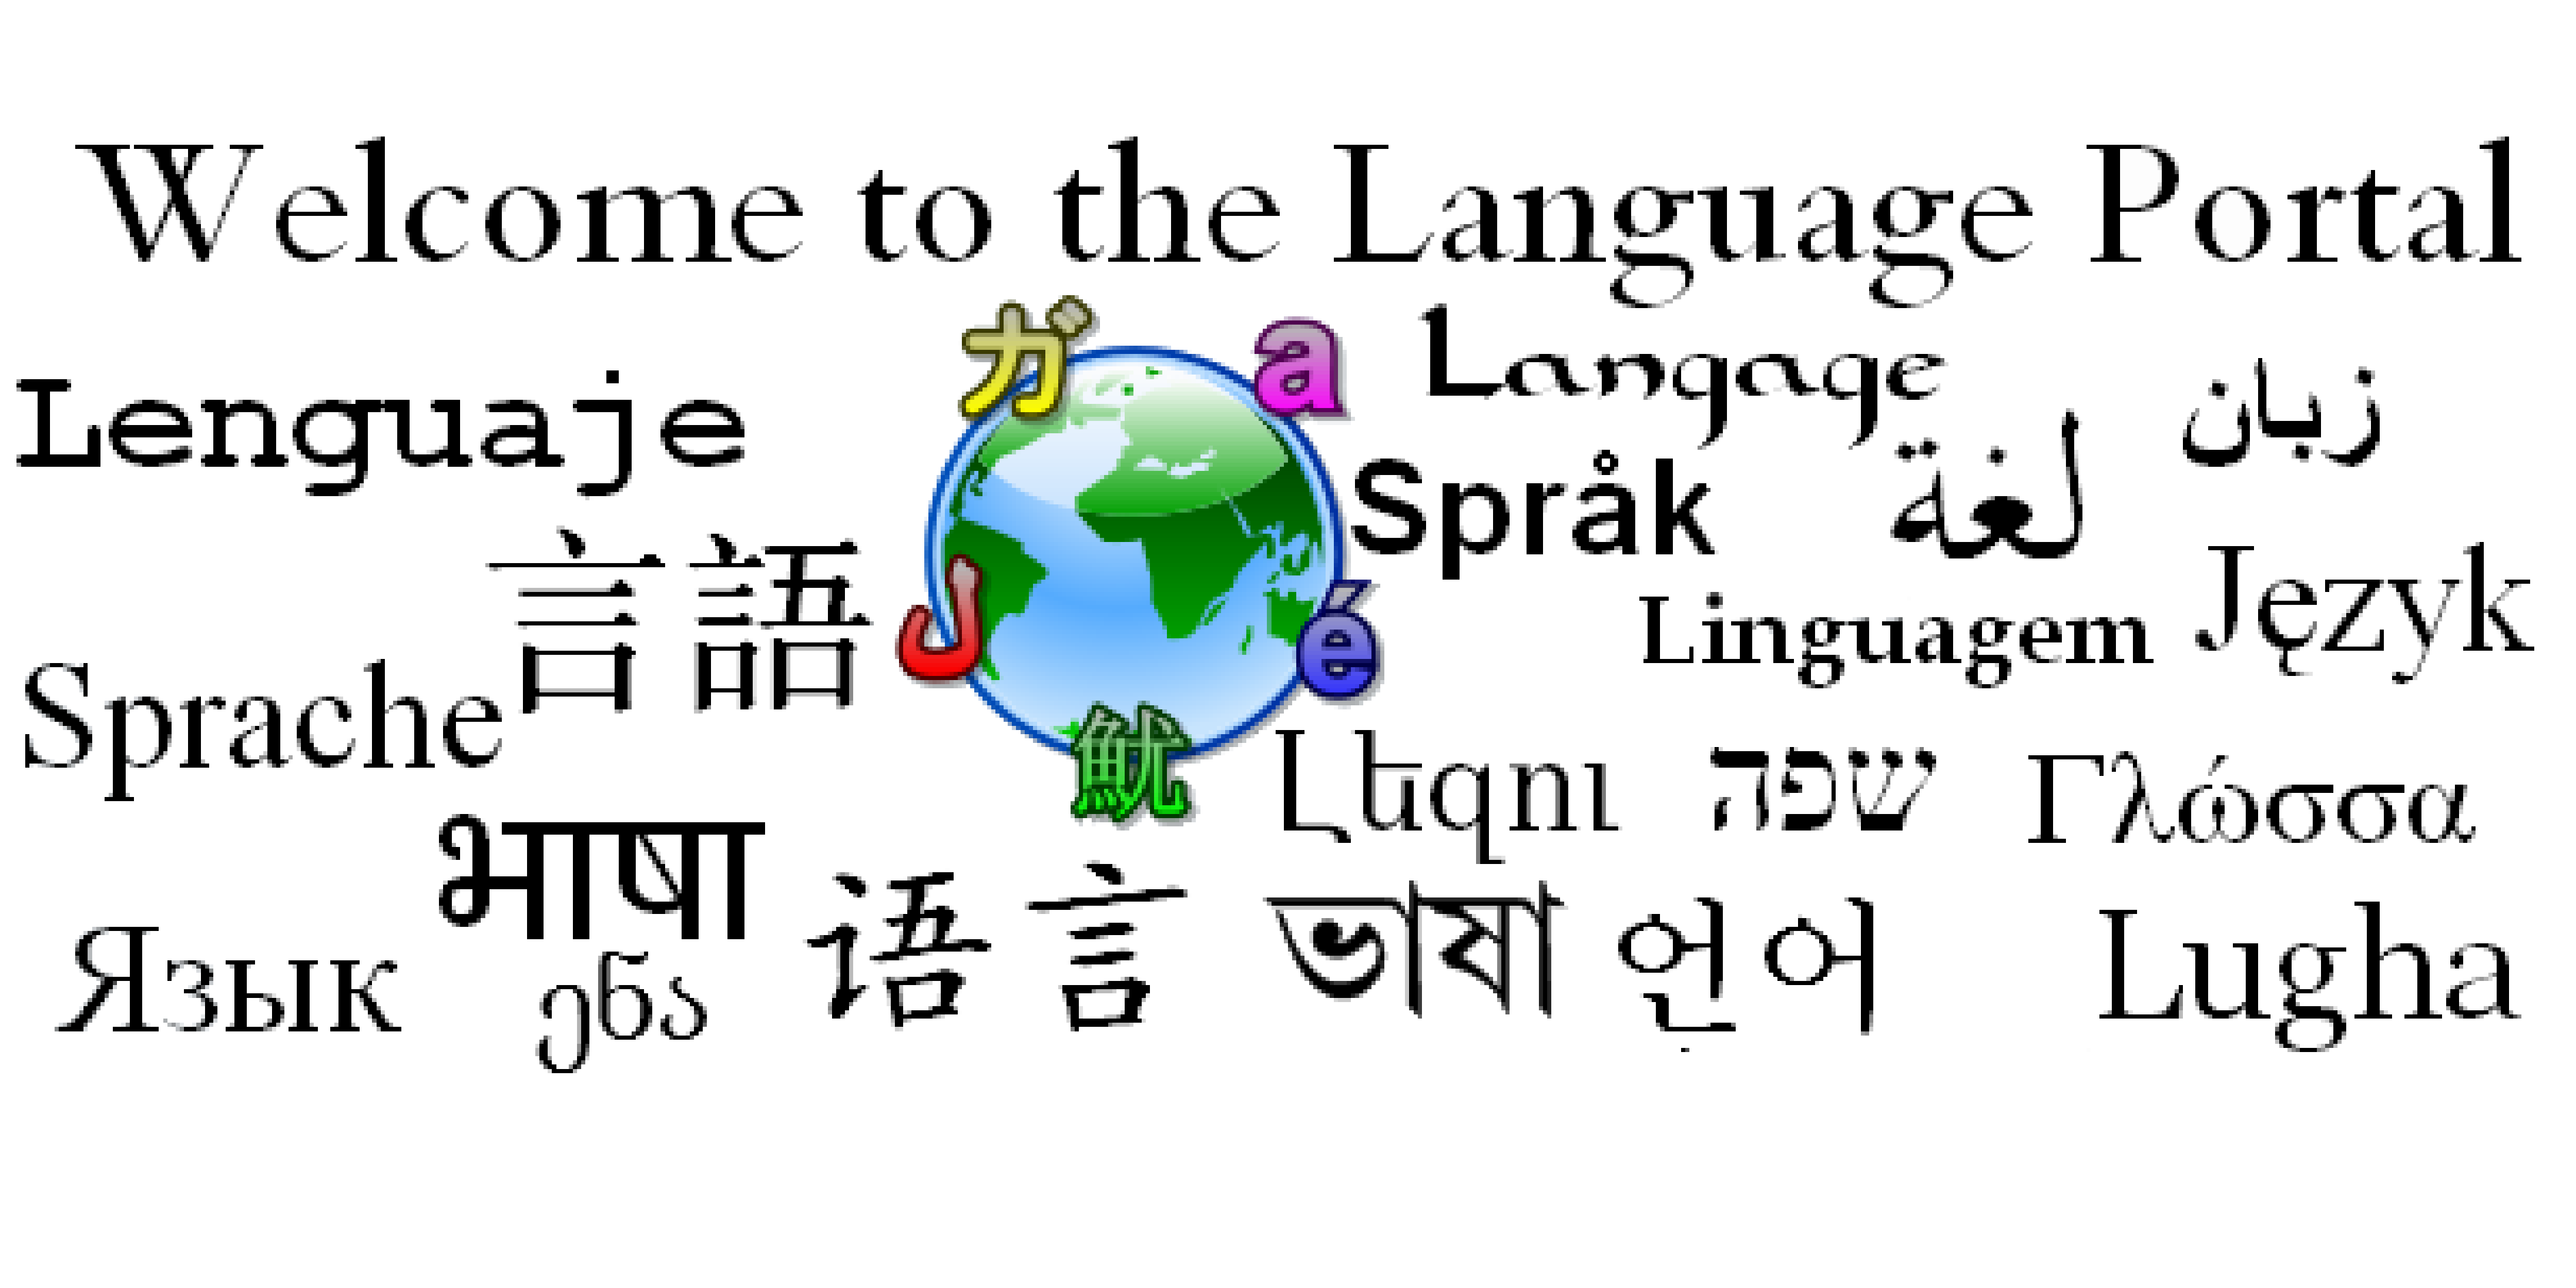 Welcome to the Language Portal
ガ
a
Langage
زبان
Lenguaje
لغة
Språk
言語
ل
é
Język
Linguagem
Sprache
魷
Լեզու
שפה
Γλώσσα
भाषा
语言
ভাষা
언어
Lugha
Язык
ენა